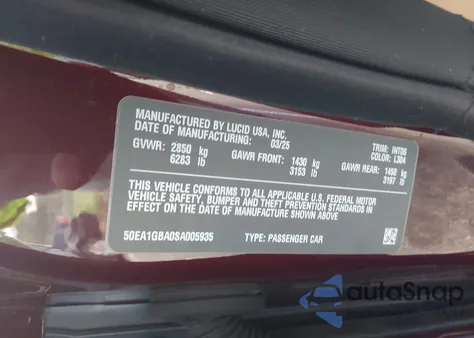 MANUFACTURED BY LUCID USA, INC.
DATE OF MANUFACTURING: 03/25
TRIM: INT06
COLOR: L304
GVWR: 2850 kg GAWR FRONT: 1430 kg GAWR REAR: 1450 kg
6283 lb 3153 lb 3197 lb
THIS VEHICLE CONFORMS TO ALL APPLICABLE U.S. FEDERAL MOTOR
VEHICLE SAFETY, BUMPER AND THEFT PREVENTION STANDARDS IN
EFFECT ON THE DATE OF MANUFACTURE SHOWN ABOVE
50EA1GBA0SA005935 TYPE: PASSENGER CAR
autoSnap